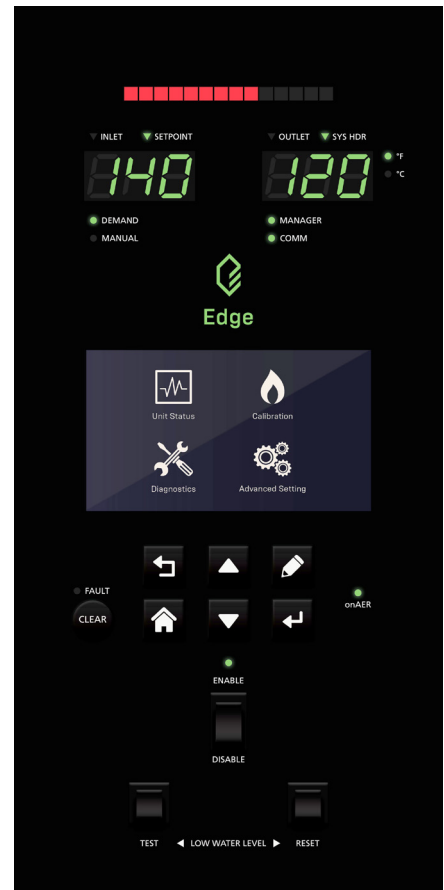 INLET SETPOINT OUTLET SYS HDR
°F
140 120
°C
DEMAND MANAGER
MANUAL COMM
Edge
Unit Status Calibration
Diagnostics Advanced Setting
FAULT
onAER
CLEAR
ENABLE
DISABLE
TEST LOW WATER LEVEL RESET